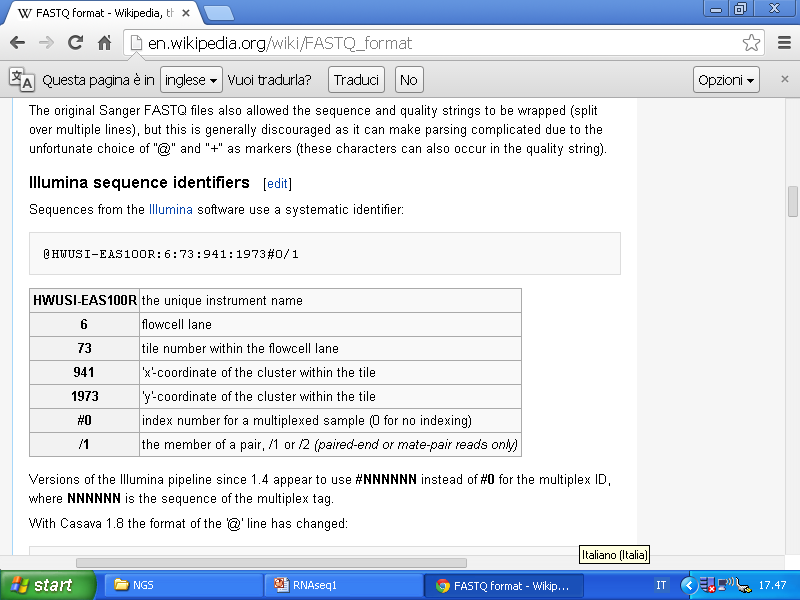 FASTQ format - Wikipedia, th
en.wikipedia.org/wiki/FASTQ_format
Questa pagina è in inglese Vuoi tradurla? Traduci No Opzioni
The original Sanger FASTQ files also allowed the sequence and quality strings to be wrapped (split
over multiple lines), but this is generally discouraged as it can make parsing complicated due to the
unfortunate choice of "@" and "+" as markers (these characters can also occur in the quality string).
Illumina sequence identifiers [edit]
Sequences from the Illumina software use a systematic identifier:
@HWUSI-EAS100R:6:73:941:1973#0/1
HWUSI-EAS100R the unique instrument name
6 flowcell lane
73 tile number within the flowcell lane
941 'x'-coordinate of the cluster within the tile
1973 'y'-coordinate of the cluster within the tile
#0 index number for a multiplexed sample (0 for no indexing)
/1 the member of a pair, /1 or /2 (paired-end or mate-pair reads only)
Versions of the Illumina pipeline since 1.4 appear to use #NNNNNN instead of #0 for the multiplex ID,
where NNNNNN is the sequence of the multiplex tag.
With Casava 1.8 the format of the '@' line has changed:
Italiano (Italia)
start NGS RNAseq1 FASTQ format - Wikip... IT 17.47